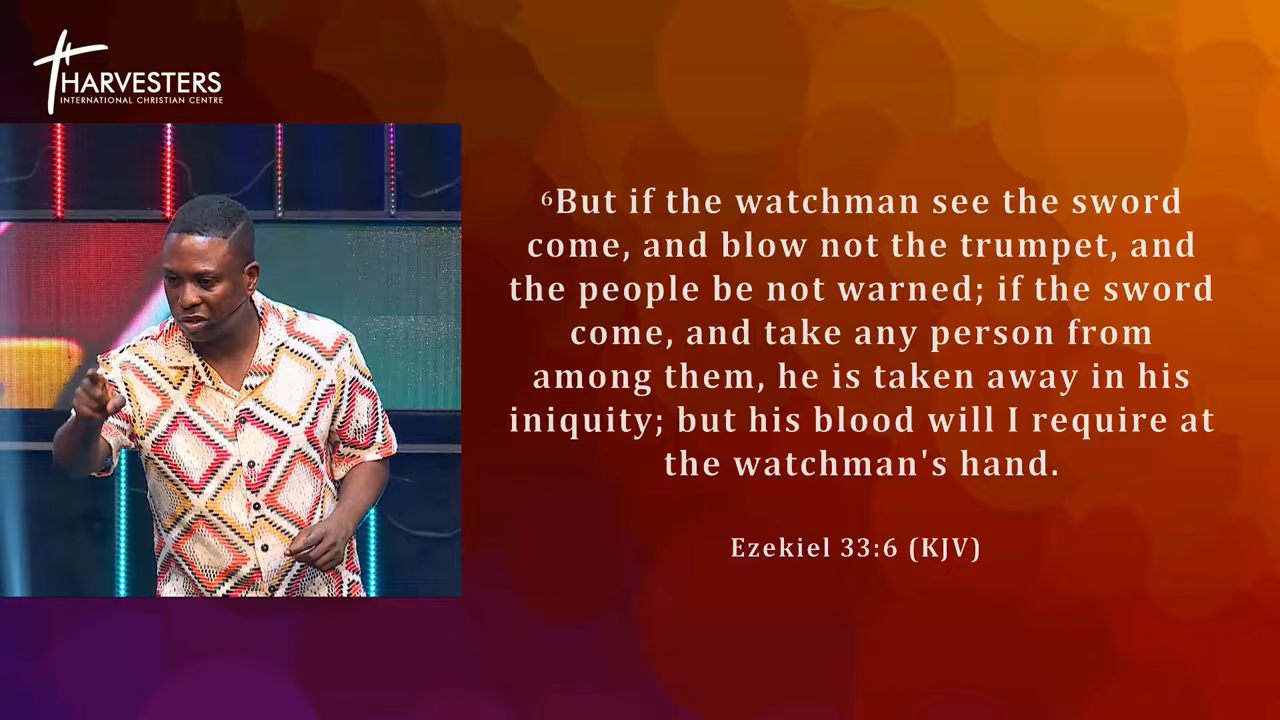 HARVESTERS
INTERNATIONAL CHRISTIAN CENTRE
6But if the watchman see the sword
come, and blow not the trumpet, and
the people be not warned; if the sword
come, and take any person from
among them, he is taken away in his
iniquity; but his blood will I require at
the watchman's hand.
Ezekiel 33:6 (KJV)